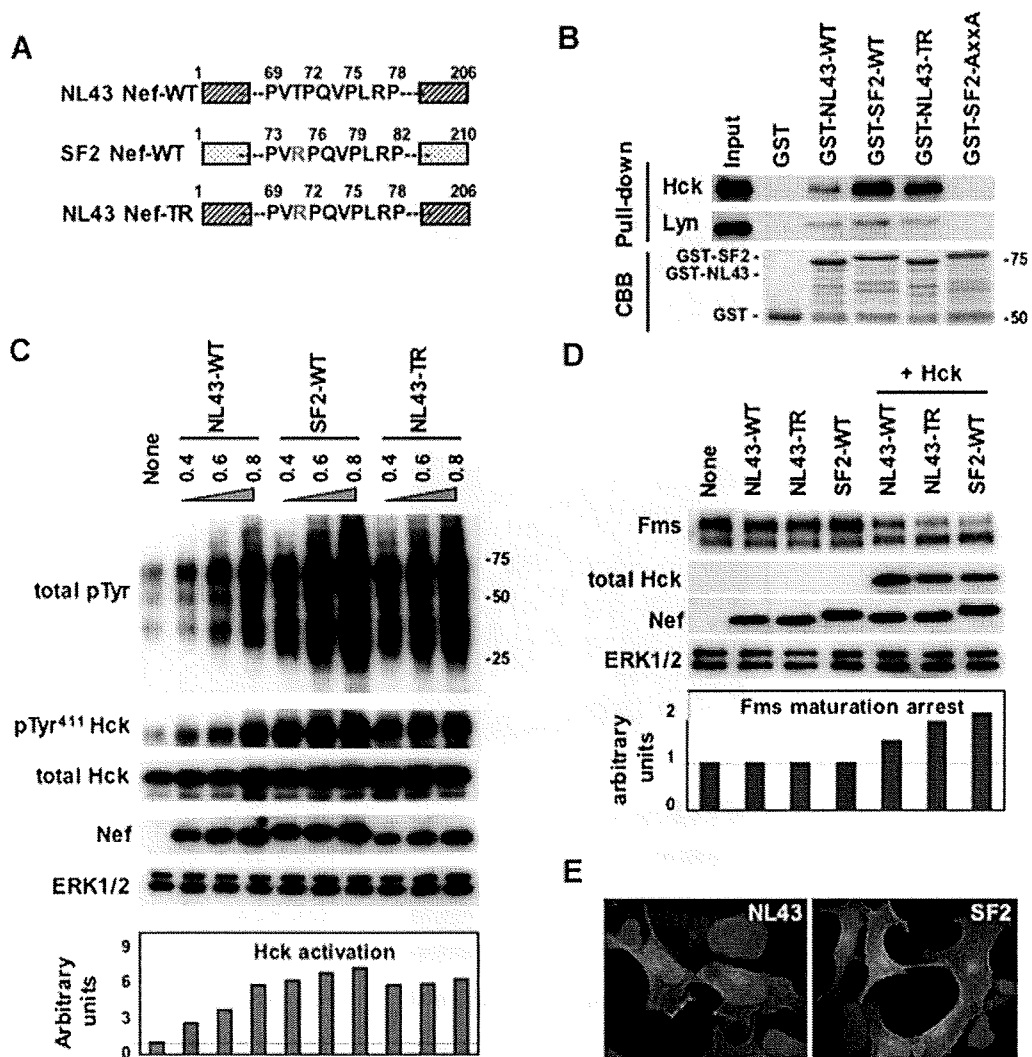 A
1 69 72 75 78 206
NL43 Nef-WT ---PVTPQVPLRP---
1 73 76 79 82 210
SF2 Nef-WT ---PVRPQVPLRP---
1 69 72 75 78 206
NL43 Nef-TR ---PVRPQVPLRP---
B
Input
GST
GST-NL43-WT
GST-SF2-WT
GST-NL43-TR
GST-SF2-AxxA
Pull-down
Hck
Lyn
CBB
GST-SF2 -
GST-NL43 -
GST -
-75
-50
C
NL43-WT
SF2-WT
NL43-TR
None
0.4
0.6
0.8
0.4
0.6
0.8
0.4
0.6
0.8
total pTyr
-75
-50
-25
pTyr⁴¹¹ Hck
total Hck
Nef
ERK1/2
Hck activation
Arbitrary units
9
6
3
0
D
+ Hck
None
NL43-WT
NL43-TR
SF2-WT
NL43-WT
NL43-TR
SF2-WT
Fms
total Hck
Nef
ERK1/2
Fms maturation arrest
arbitrary units
2
1
0
E
NL43
SF2